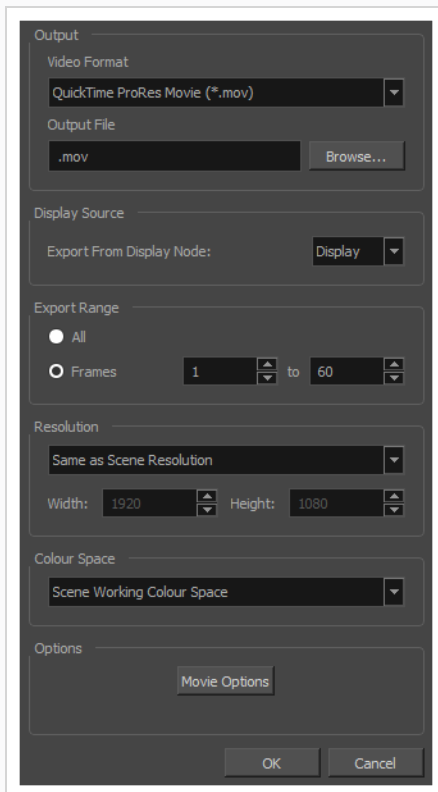 Output
Video Format
QuickTime ProRes Movie (*.mov)
Output File
.mov Browse...
Display Source
Export From Display Node: Display
Export Range
All
Frames 1 to 60
Resolution
Same as Scene Resolution
Width: 1920 Height: 1080
Colour Space
Scene Working Colour Space
Options
Movie Options
OK Cancel